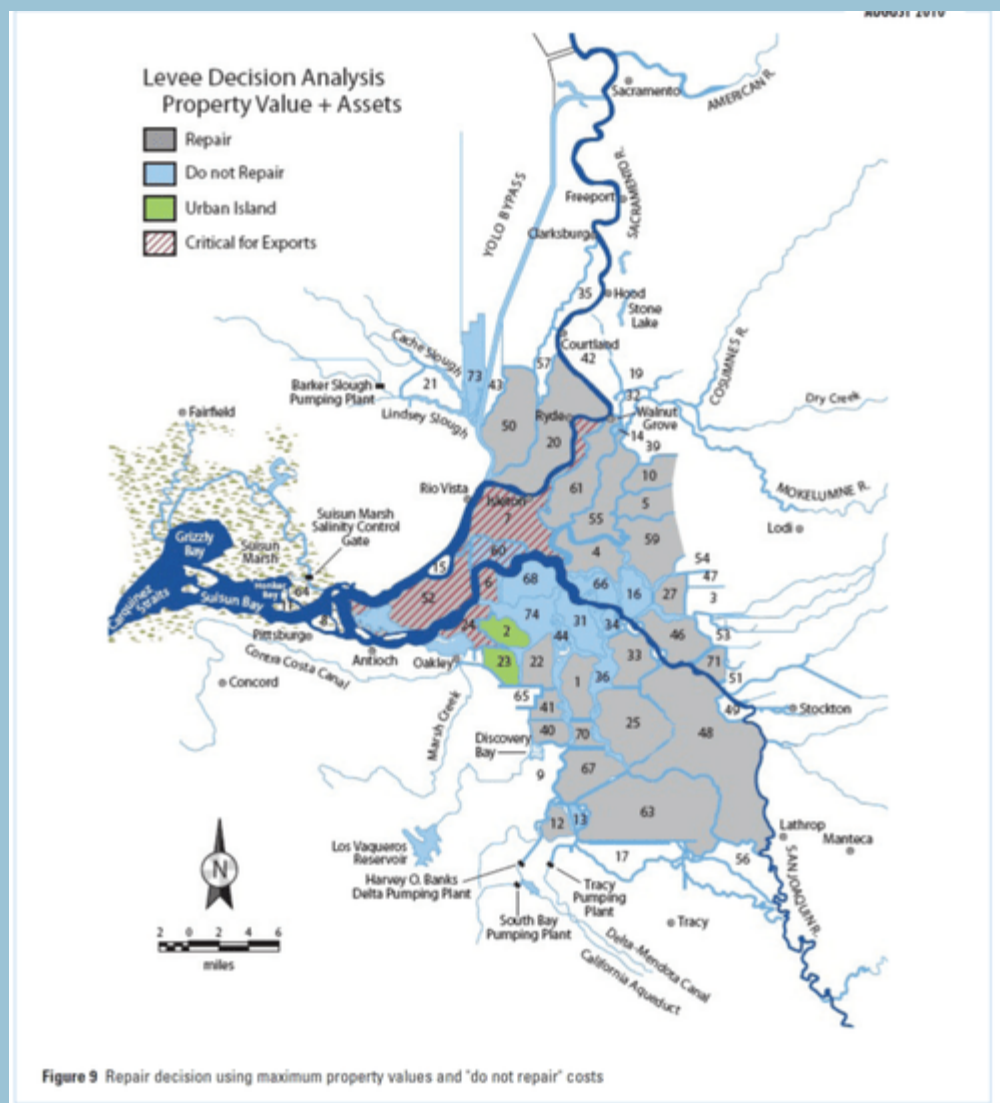 AUGUST 2010
Levee Decision Analysis
Property Value + Assets
Repair
Do not Repair
Urban Island
Critical for Exports
Sacramento
AMERICAN R.
YOLO BYPASS
SACRAMENTO R.
Freeport
Clarksburg
35
Hood
Stone
Lake
Courtland
42
57
19
32
COSUMNES R.
Cache Slough
73
43
21
Barker Slough
Pumping Plant
Lindsey Slough
Dry Creek
Fairfield
50
Ryde
Walnut
Grove
20
14
39
10
MOKELUMNE R.
Rio Vista
Isleton
7
61
5
55
59
Lodi
Suisun Marsh
Salinity Control
Gate
Grizzly
Bay
Suisun
Marsh
60
4
54
47
3
15
6
68
66
16
27
Honker
Bay
64
11
Carquinez
Straits
Suisun Bay
8
52
24
74
31
34
44
2
46
53
Pittsburg
Contra Costa Canal
Antioch
Oakley
23
22
33
71
51
Concord
1
36
65
41
49
Stockton
25
48
Marsh Creek
Discovery
Bay
40
70
9
67
63
12
13
Lathrop
Manteca
Los Vaqueros
Reservoir
17
56
SAN JOAQUIN R.
Harvey O. Banks
Delta Pumping Plant
Tracy
Pumping
Plant
South Bay
Pumping Plant
Tracy
Delta-Mendota Canal
California Aqueduct
N
2 0 2 4 6
miles
Figure 9 Repair decision using maximum property values and "do not repair" costs